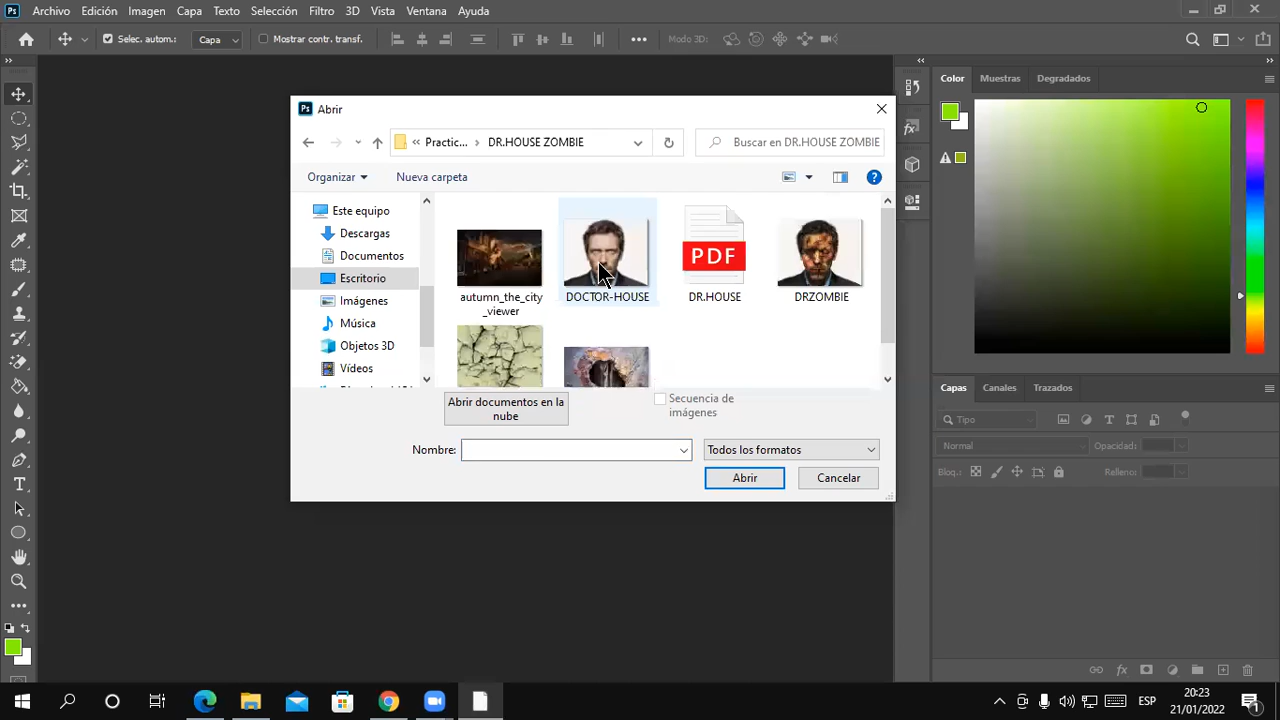 Ps Archivo Edición Imagen Capa Texto Selección Filtro 3D Vista Ventana Ayuda
Selec. autom.: Capa Mostrar contr. transf. Modo 3D:
Color Muestras Degradados
Ps Abrir
« Practic... › DR.HOUSE ZOMBIE Buscar en DR.HOUSE ZOMBIE
Organizar Nueva carpeta
Este equipo
Descargas
Documentos
Escritorio
Imágenes
Música
Objetos 3D
Vídeos
PDF
autumn_the_city
_viewer
DOCTOR-HOUSE
DR.HOUSE
DRZOMBIE
Abrir documentos en la
nube
Secuencia de
imágenes
Nombre: Todos los formatos
Abrir Cancelar
Capas Canales Trazados
Tipo
Normal Opacidad:
Bloq.: Relleno:
ESP
20:23
21/01/2022
1